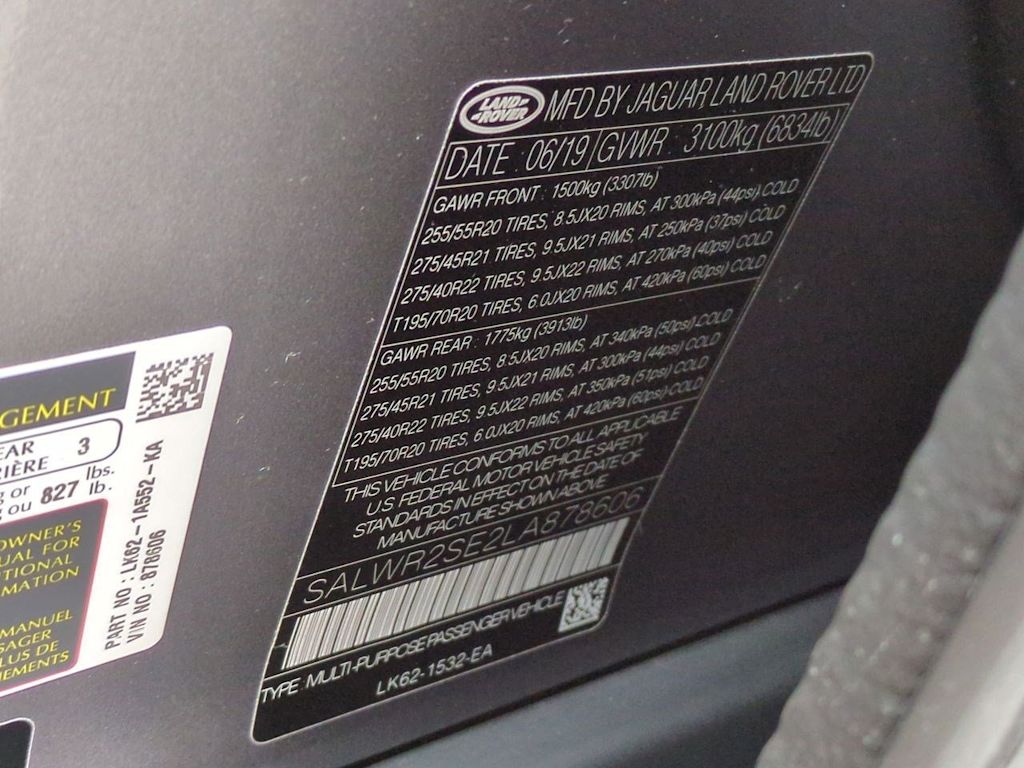 LAND ROVER
MFD BY JAGUAR LAND ROVER LTD
DATE : 06/19 GVWR : 3100kg (6834lb)
GAWR FRONT : 1500kg (3307lb)
255/55R20 TIRES, 8.5JX20 RIMS, AT 300kPa (44psi) COLD
275/45R21 TIRES, 9.5JX21 RIMS, AT 250kPa (37psi) COLD
275/40R22 TIRES, 9.5JX22 RIMS, AT 270kPa (40psi) COLD
T195/70R20 TIRES, 6.0JX20 RIMS, AT 420kPa (60psi) COLD
GAWR REAR : 1775kg (3913lb)
255/55R20 TIRES, 8.5JX20 RIMS, AT 340kPa (50psi) COLD
275/45R21 TIRES, 9.5JX21 RIMS, AT 300kPa (44psi) COLD
275/40R22 TIRES, 9.5JX22 RIMS, AT 350kPa (51psi) COLD
T195/70R20 TIRES, 6.0JX20 RIMS, AT 420kPa (60psi) COLD
THIS VEHICLE CONFORMS TO ALL APPLICABLE
U.S. FEDERAL MOTOR VEHICLE SAFETY
STANDARDS IN EFFECT ON THE DATE OF
MANUFACTURE SHOWN ABOVE
SALWR2SE2LA878606
TYPE : MULTI-PURPOSE PASSENGER VEHICLE
LK62-1532-EA
GEMENT
EAR 3
RIÈRE
g or 827 lbs.
ou lb.
OWNER'S
UAL FOR
TIONAL
MATION
MANUEL
SAGER
LUS DE
EMENTS
PART NO : LK62-1A552-KA
VIN NO : 878606